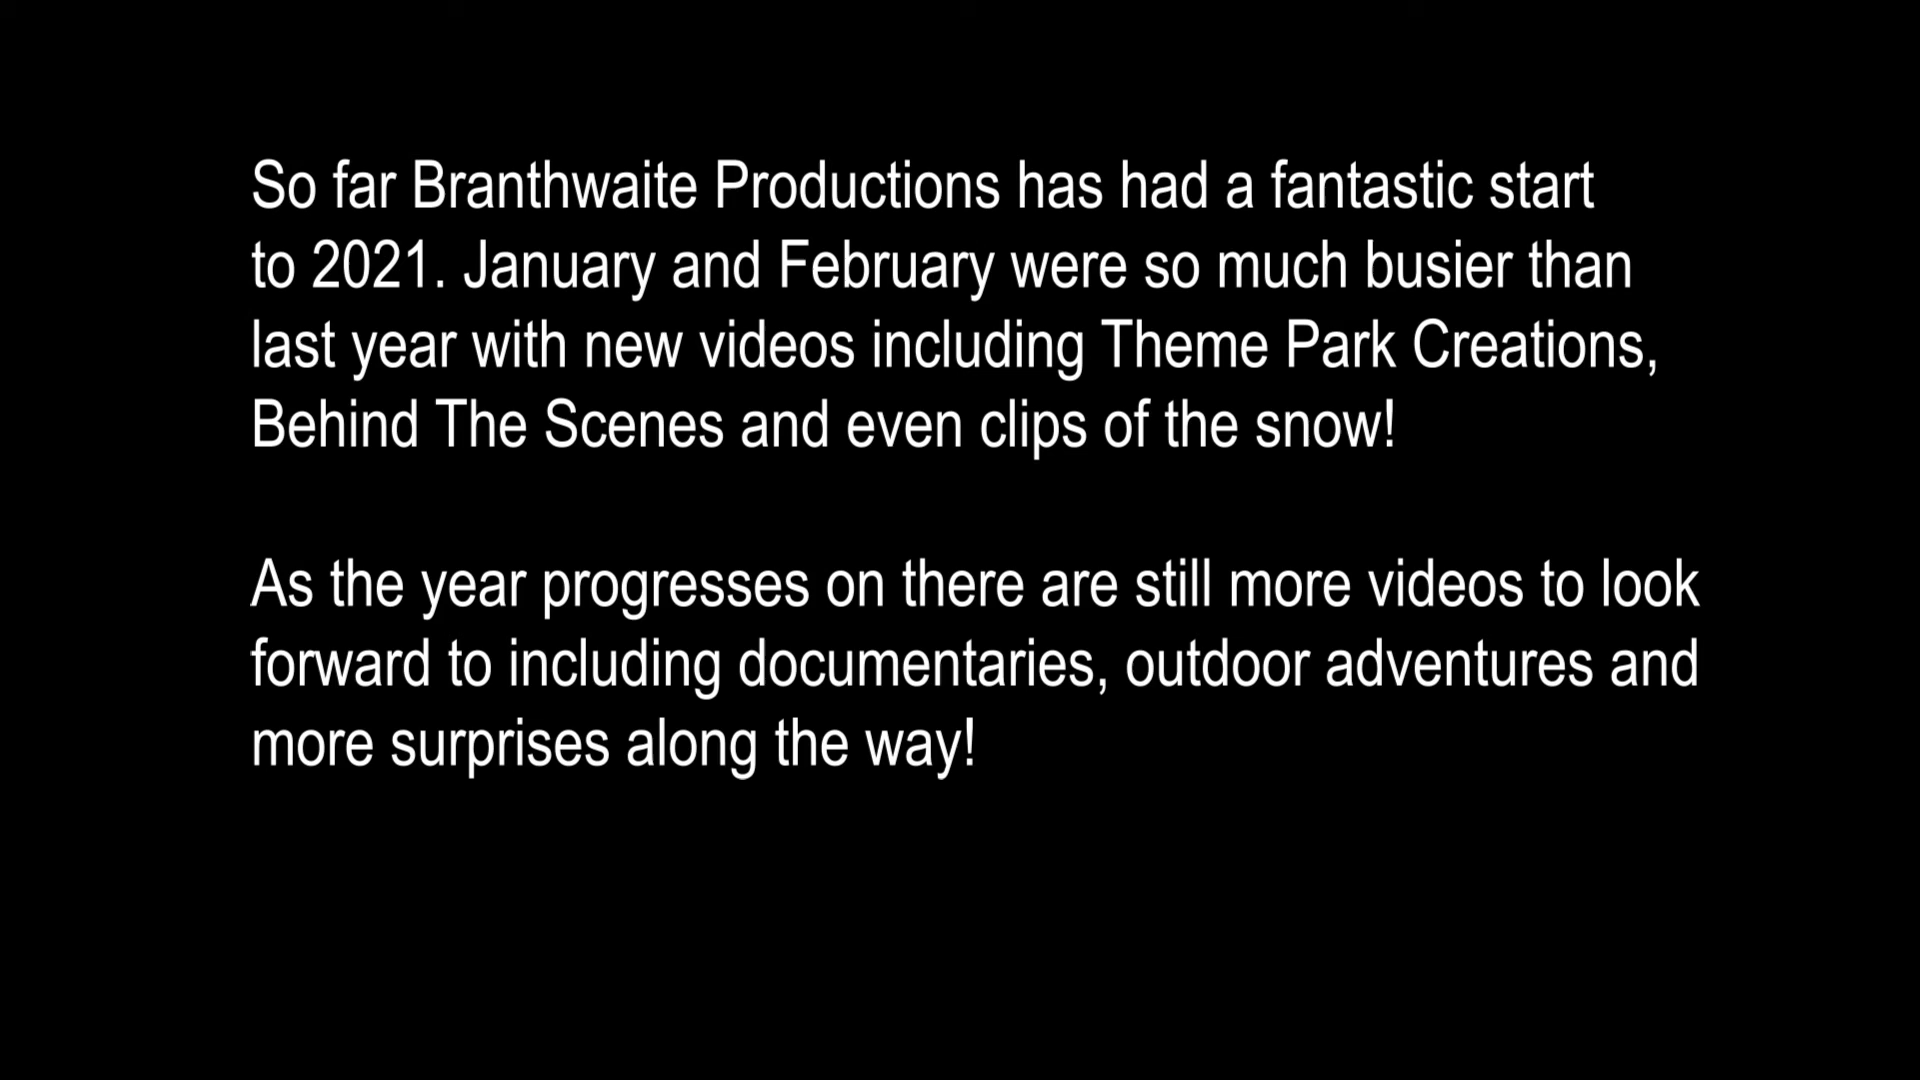 So far Branthwaite Productions has had a fantastic start
to 2021. January and February were so much busier than
last year with new videos including Theme Park Creations,
Behind The Scenes and even clips of the snow!
As the year progresses on there are still more videos to look
forward to including documentaries, outdoor adventures and
more surprises along the way!